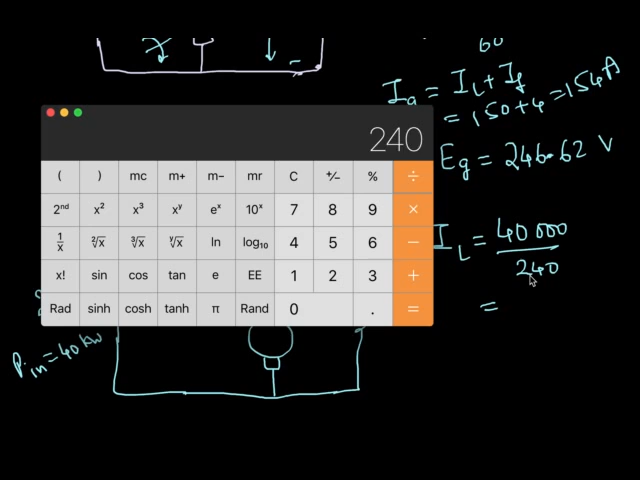 60
Ia = IL + If
= 150 + 4 = 154 A
240
Eg = 246.62 V
( ) mc m+ m− mr C +/− % ÷
2ⁿᵈ x² x³ xʸ eˣ 10ˣ 7 8 9 ×
1/x ²√x ³√x ʸ√x ln log₁₀ 4 5 6 −
x! sin cos tan e EE 1 2 3 +
Rad sinh cosh tanh π Rand 0 . =
IL = 40000/240
=
Pin = 40 kw